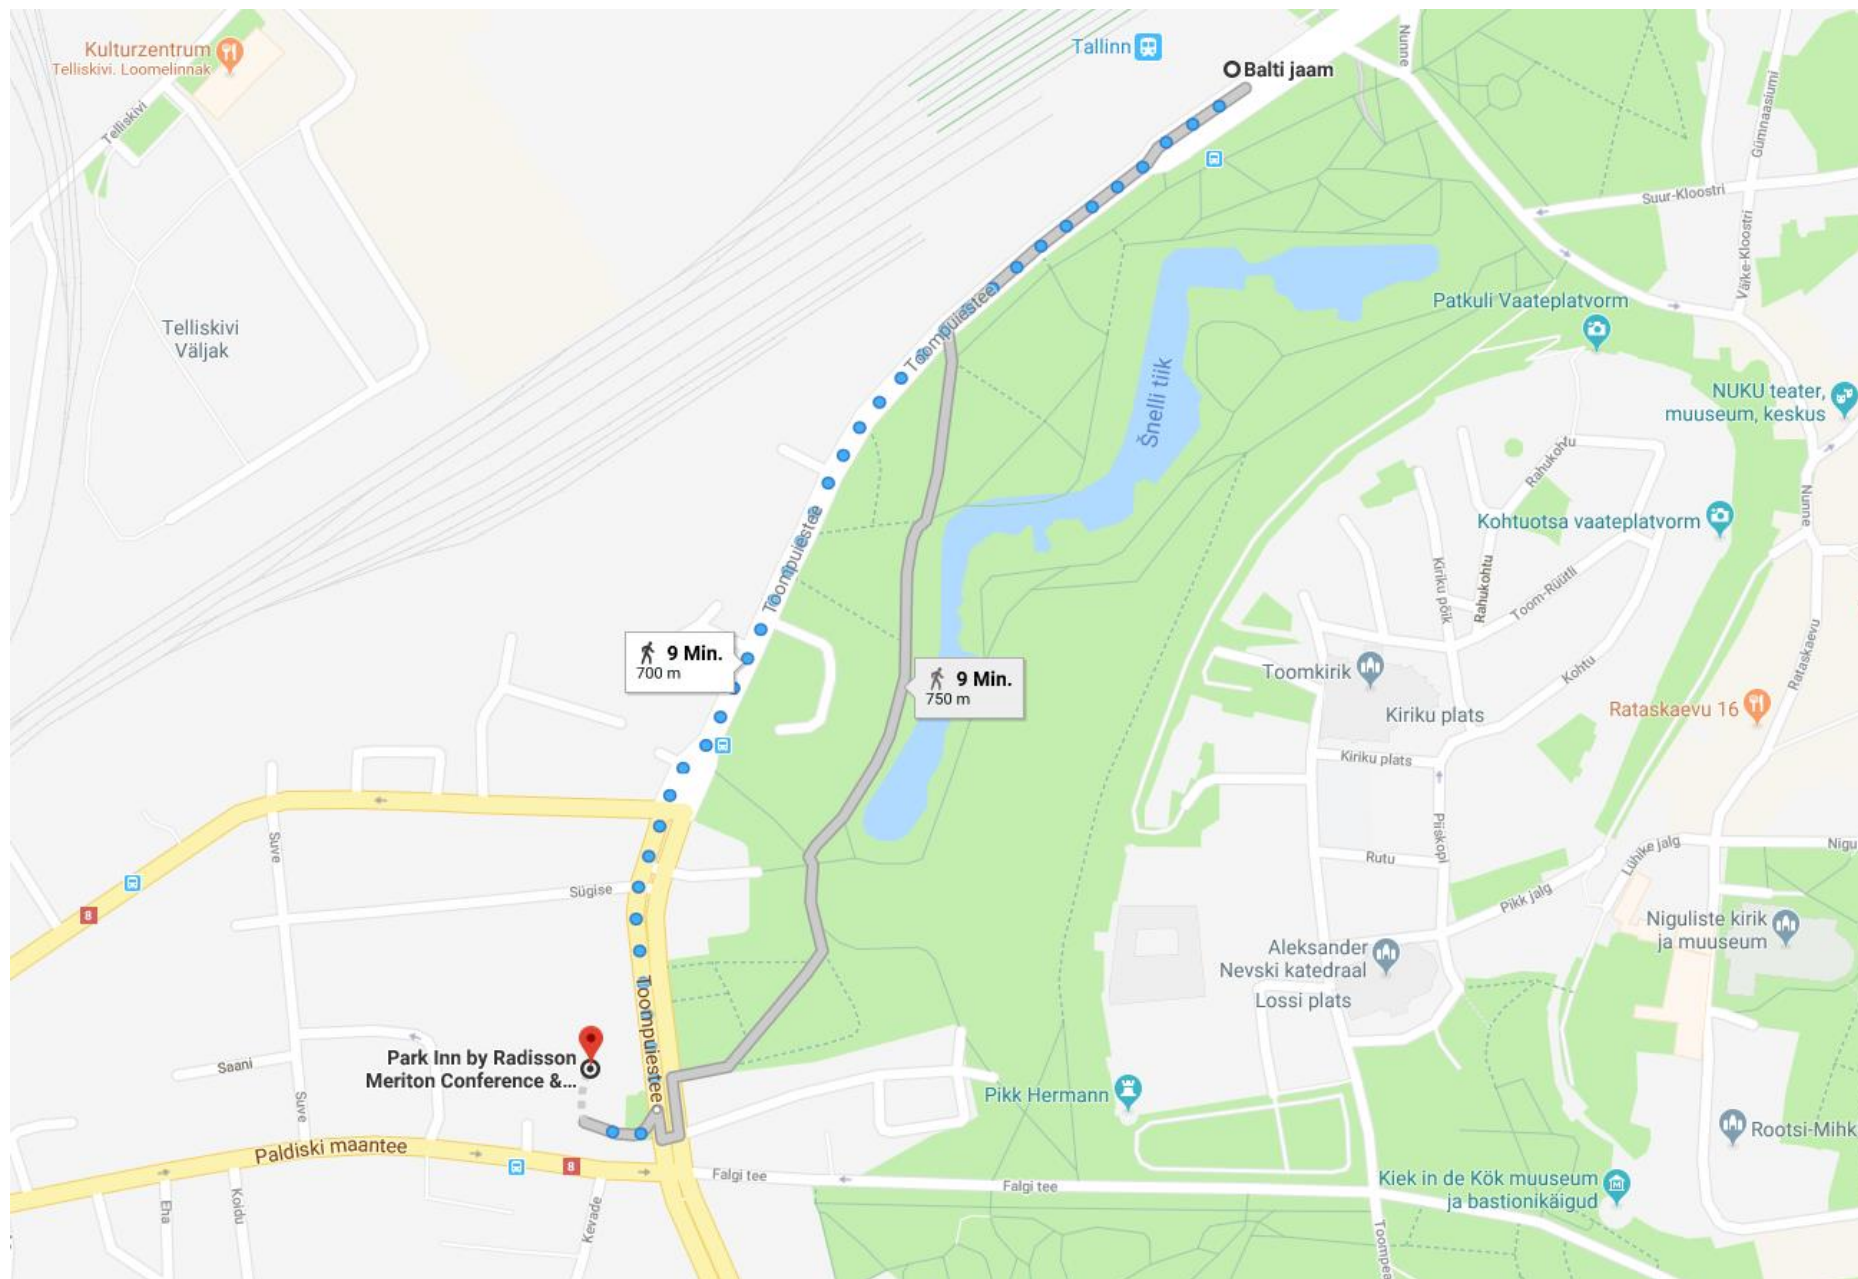 Kulturzentrum
Telliskivi. Loomelinnak
Tallinn
Balti jaam
Nunne
Gümnaasiumi
Telliskivi
Suur-Kloostri
Väike-Kloostri
Telliskivi
Väljak
Toompuiestee
Patkuli Vaateplatvorm
Šnelli tiik
NUKU teater,
muuseum, keskus
Rahukohtu
Toompuiestee
Kohtuotsa vaateplatvorm
Nunne
Kiriku põik
Rahukohtu
Toom-Rüütli
9 Min.
700 m
9 Min.
750 m
Toomkirik
Kohtu
Rataskaevu
Kiriku plats
Rataskaevu 16
Kiriku plats
Suve
Piiskopi
Rutu
Lühike jalg
Nigu
Sügise
8
Pikk jalg
Niguliste kirik
ja muuseum
Aleksander
Nevski katedraal
Lossi plats
Toompuiestee
Park Inn by Radisson
Meriton Conference &...
Saani
Suve
Pikk Hermann
Rootsi-Mihk
Paldiski maantee
8
Falgi tee
Falgi tee
Kiek in de Kök muuseum
ja bastionikäigud
Eha
Koidu
Kevade
Toompea